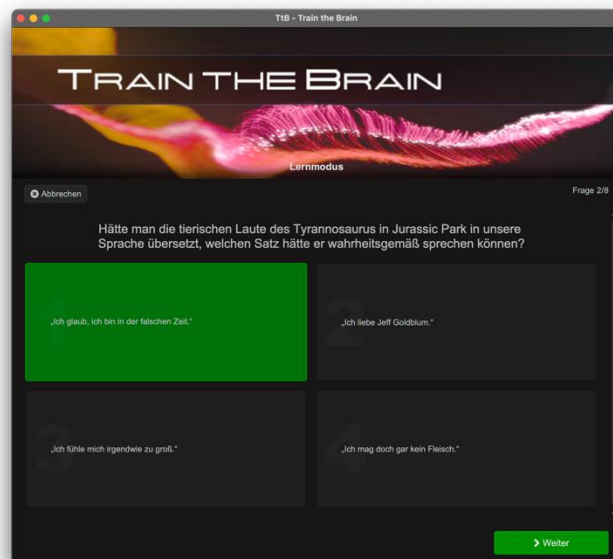 TtB - Train the Brain
TRAIN THE BRAIN
Lernmodus
Abbrechen
Frage 2/8
Hätte man die tierischen Laute des Tyrannosaurus in Jurassic Park in unsere
Sprache übersetzt, welchen Satz hätte er wahrheitsgemäß sprechen können?
1
„Ich glaub, ich bin in der falschen Zeit.“
2
„Ich liebe Jeff Goldblum.“
3
„Ich fühle mich irgendwie zu groß.“
4
„Ich mag doch gar kein Fleisch.“
Weiter